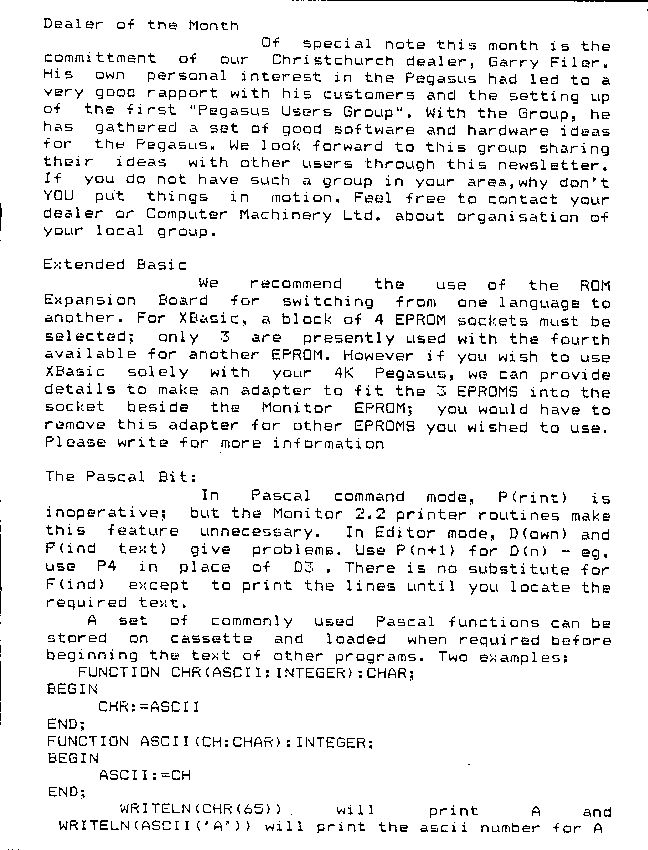 Dealer of the Month
Of special note this month is the
committment of our Christchurch dealer, Garry Filer.
His own personal interest in the Pegasus had led to a
very good rapport with his customers and the setting up
of the first "Pegasus Users Group". With the Group, he
has gathered a set of good software and hardware ideas
for the Pegasus. We look forward to this group sharing
their ideas with other users through this newsletter.
If you do not have such a group in your area,why don't
YOU put things in motion. Feel free to contact your
dealer or Computer Machinery Ltd. about organisation of
your local group.
Extended Basic
We recommend the use of the ROM
Expansion Board for switching from one language to
another. For XBasic, a block of 4 EPROM sockets must be
selected; only 3 are presently used with the fourth
available for another EPROM. However if you wish to use
XBasic solely with your 4K Pegasus, we can provide
details to make an adapter to fit the 3 EPROMS into the
socket beside the Monitor EPROM; you would have to
remove this adapter for other EPROMS you wished to use.
Please write for more information
The Pascal Bit:
In Pascal command mode, P(rint) is
inoperative; but the Monitor 2.2 printer routines make
this feature unnecessary. In Editor mode, D(own) and
F(ind text) give problems. Use P(n+1) for D(n) - eg.
use P4 in place of D3 . There is no substitute for
F(ind) except to print the lines until you locate the
required text.
A set of commonly used Pascal functions can be
stored on cassette and loaded when required before
beginning the text of other programs. Two examples:
FUNCTION CHR(ASCII:INTEGER):CHAR;
BEGIN
CHR:=ASCII
END;
FUNCTION ASCII(CH:CHAR):INTEGER;
BEGIN
ASCII:=CH
END;
WRITELN(CHR(65)) will print A and
WRITELN(ASCII('A')) will print the ascii number for A